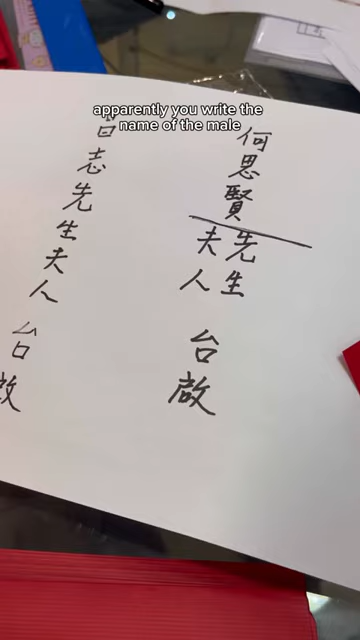 apparently you write the
name of the male
何思賢
先生
夫人
台啟
志先生夫人
台